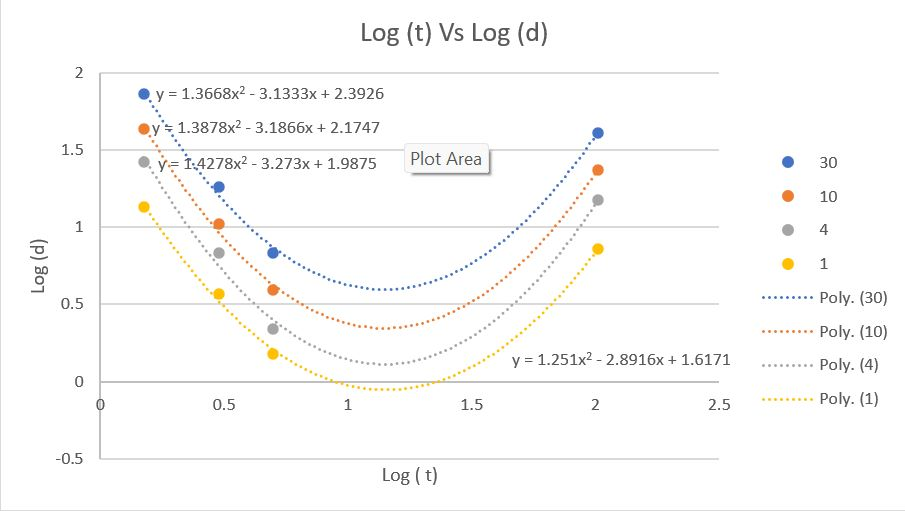 Log (t) Vs Log (d)
2
1.5
1
0.5
0
-0.5
Log (d)
y = 1.3668x² - 3.1333x + 2.3926
y = 1.3878x² - 3.1866x + 2.1747
y = 1.4278x² - 3.273x + 1.9875
Plot Area
y = 1.251x² - 2.8916x + 1.6171
0 0.5 1 1.5 2 2.5
Log ( t)
30
10
4
1
Poly. (30)
Poly. (10)
Poly. (4)
Poly. (1)